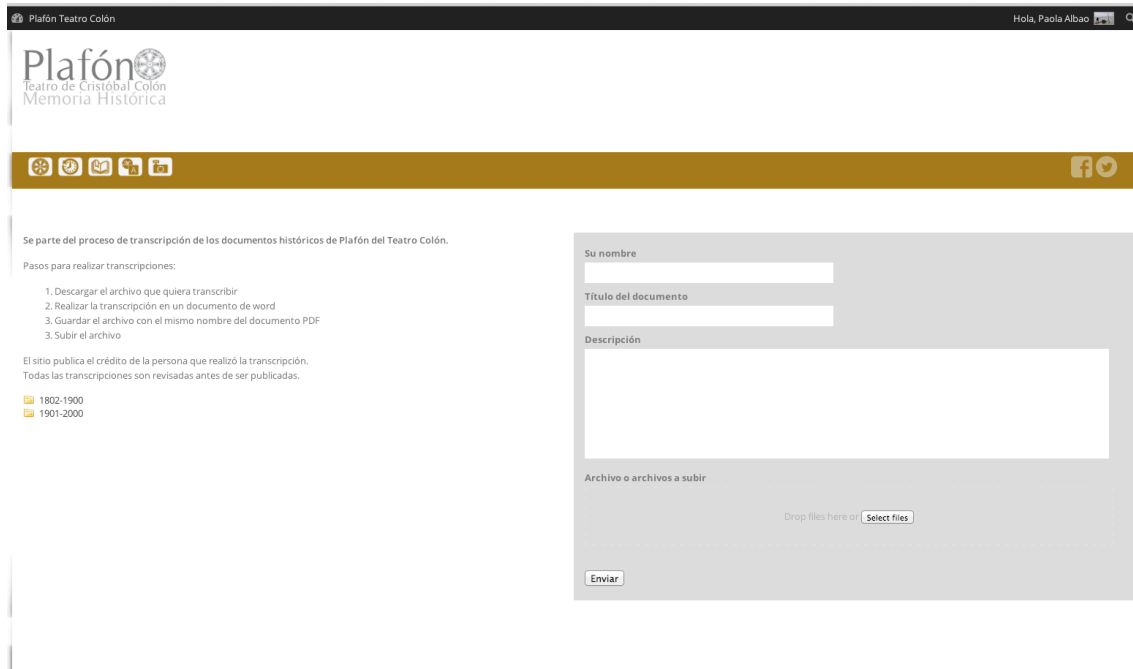 Plafón Teatro Colón
Hola, Paola Albao
Plafón
Teatro de Cristóbal Colón
Memoria Histórica
Se parte del proceso de transcripción de los documentos históricos de Plafón del Teatro Colón.
Pasos para realizar transcripciones:
1. Descargar el archivo que quiera transcribir
2. Realizar la transcripción en un documento de word
3. Guardar el archivo con el mismo nombre del documento PDF
3. Subir el archivo
El sitio publica el crédito de la persona que realizó la transcripción.
Todas las transcripciones son revisadas antes de ser publicadas.
1802-1900
1901-2000
Su nombre
Título del documento
Descripción
Archivo o archivos a subir
Drop files here or Select files
Enviar